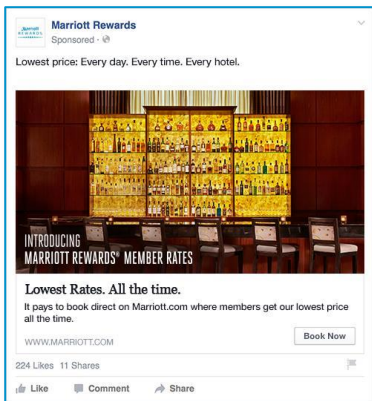 Marriott
REWARDS
Marriott Rewards
Sponsored ·
Lowest price: Every day. Every time. Every hotel.
INTRODUCING
MARRIOTT REWARDS® MEMBER RATES
Lowest Rates. All the time.
It pays to book direct on Marriott.com where members get our lowest price
all the time.
WWW.MARRIOTT.COM
Book Now
224 Likes 11 Shares
Like Comment Share